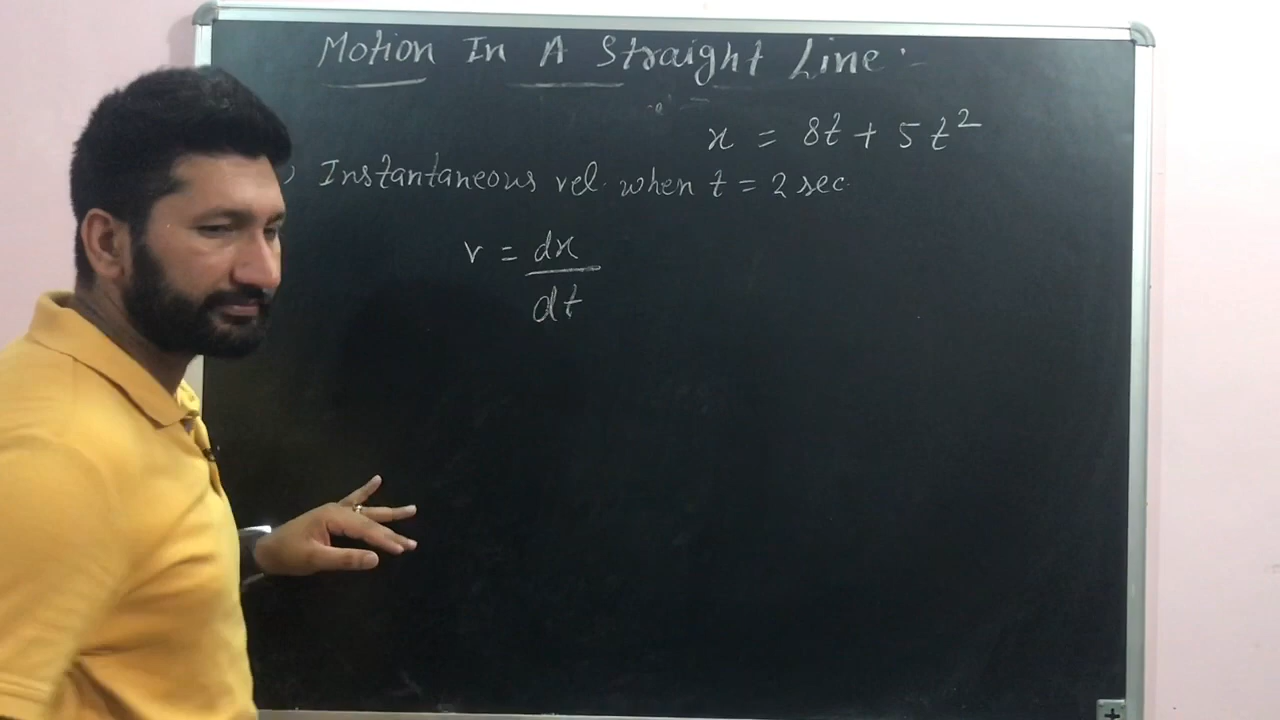 Motion In A Straight Line :-
x = 8t + 5t²
) Instantaneous vel. when t = 2 sec.
v = dx
dt